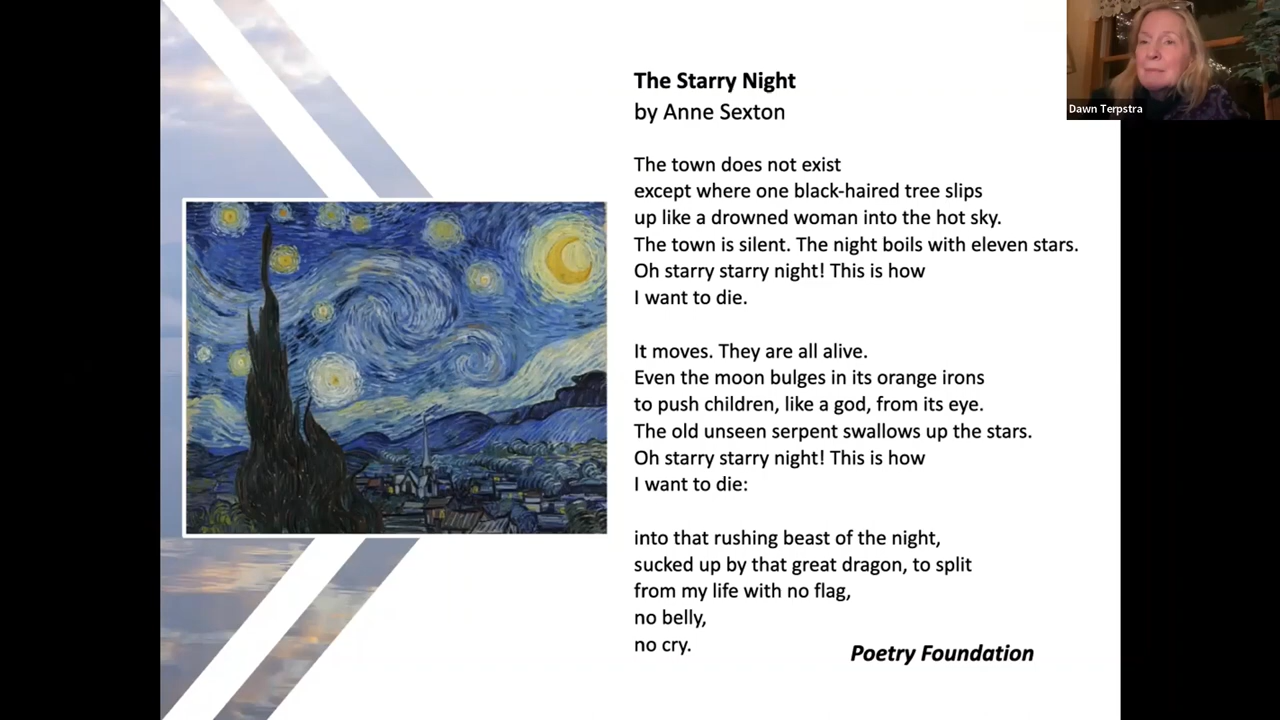 The Starry Night
by Anne Sexton
The town does not exist
except where one black-haired tree slips
up like a drowned woman into the hot sky.
The town is silent. The night boils with eleven stars.
Oh starry starry night! This is how
I want to die.
It moves. They are all alive.
Even the moon bulges in its orange irons
to push children, like a god, from its eye.
The old unseen serpent swallows up the stars.
Oh starry starry night! This is how
I want to die:
into that rushing beast of the night,
sucked up by that great dragon, to split
from my life with no flag,
no belly,
no cry.
Poetry Foundation
Dawn Terpstra